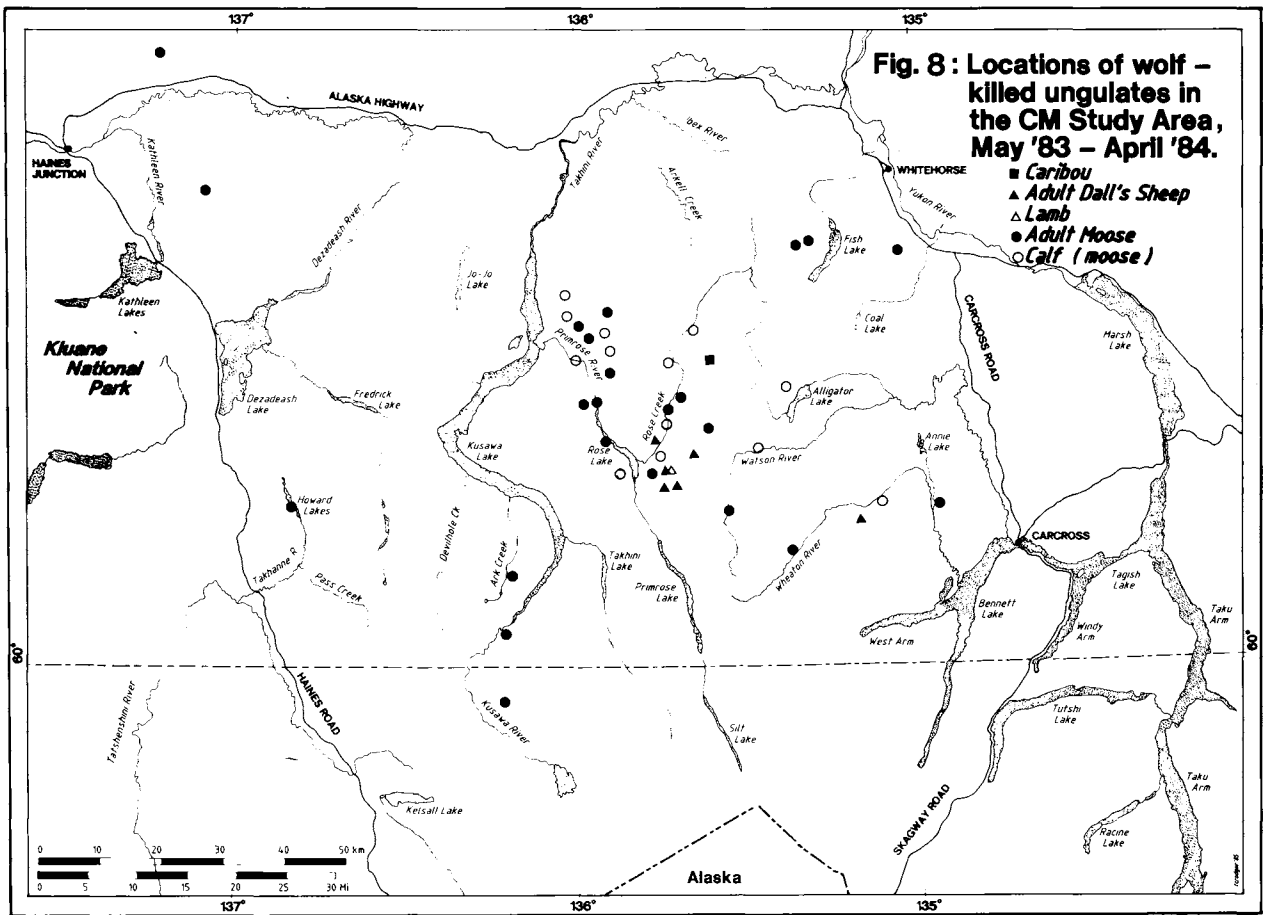 137°
136°
135°
Fig. 8 : Locations of wolf –
killed ungulates in
the CM Study Area,
May '83 – April '84.
Caribou
Adult Dall's Sheep
Lamb
Adult Moose
Calf ( moose )
ALASKA HIGHWAY
HAINES
JUNCTION
Kathleen River
Takhini River
Ibex River
Arkell Creek
WHITEHORSE
Yukon River
Dezadeash River
Jo-Jo
Lake
Fish
Lake
Kathleen
Lakes
Coal
Lake
CARCROSS ROAD
Marsh
Lake
Kluane
National
Park
Primrose River
Dezadeash
Lake
Fredrick
Lake
Rose Creek
Alligator
Lake
Kusawa
Lake
Rose
Lake
Watson River
Annie
Lake
Howard
Lakes
Devilhole Ck
Ark Creek
Takhanne R
Pass Creek
Takhini
Lake
Primrose
Lake
Wheaton River
CARCROSS
Tagish
Lake
Bennett
Lake
West Arm
Windy
Arm
Taku
Arm
60°
60°
Tatshenshini River
HAINES ROAD
Kusawa River
Silt
Lake
Tutshi
Lake
Kelsall Lake
SKAGWAY ROAD
Taku
Arm
Racine
Lake
0 10 20 30 40 50 km
0 5 10 15 20 25 30 Mi
Alaska
137°
136°
135°